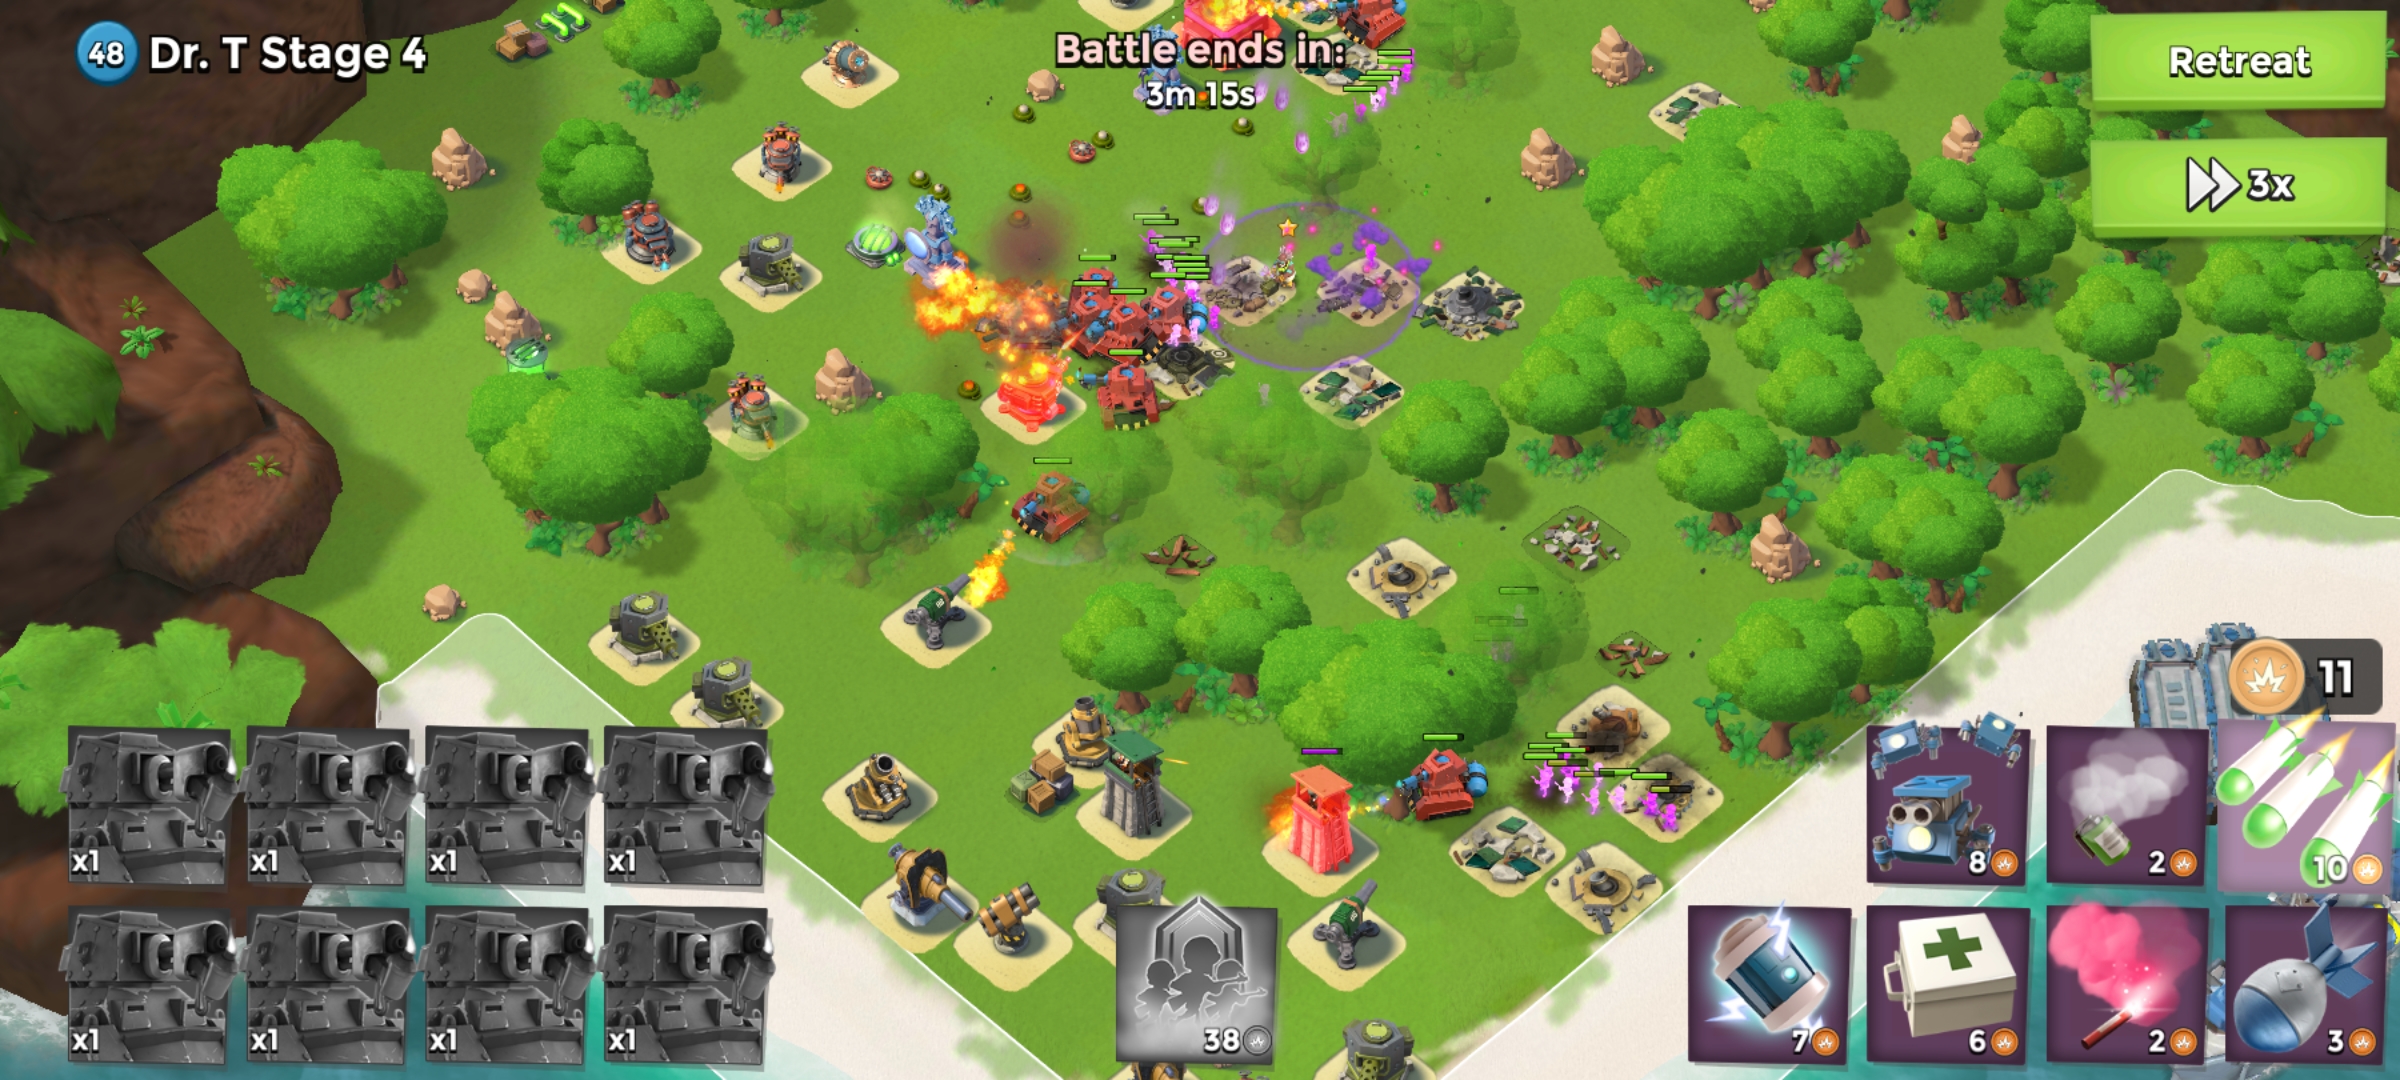 48 Dr. T Stage 4
Battle ends in:
3m 15s
Retreat
3x
11
x1
x1
x1
x1
8
2
10
x1
x1
x1
x1
38
7
6
2
3